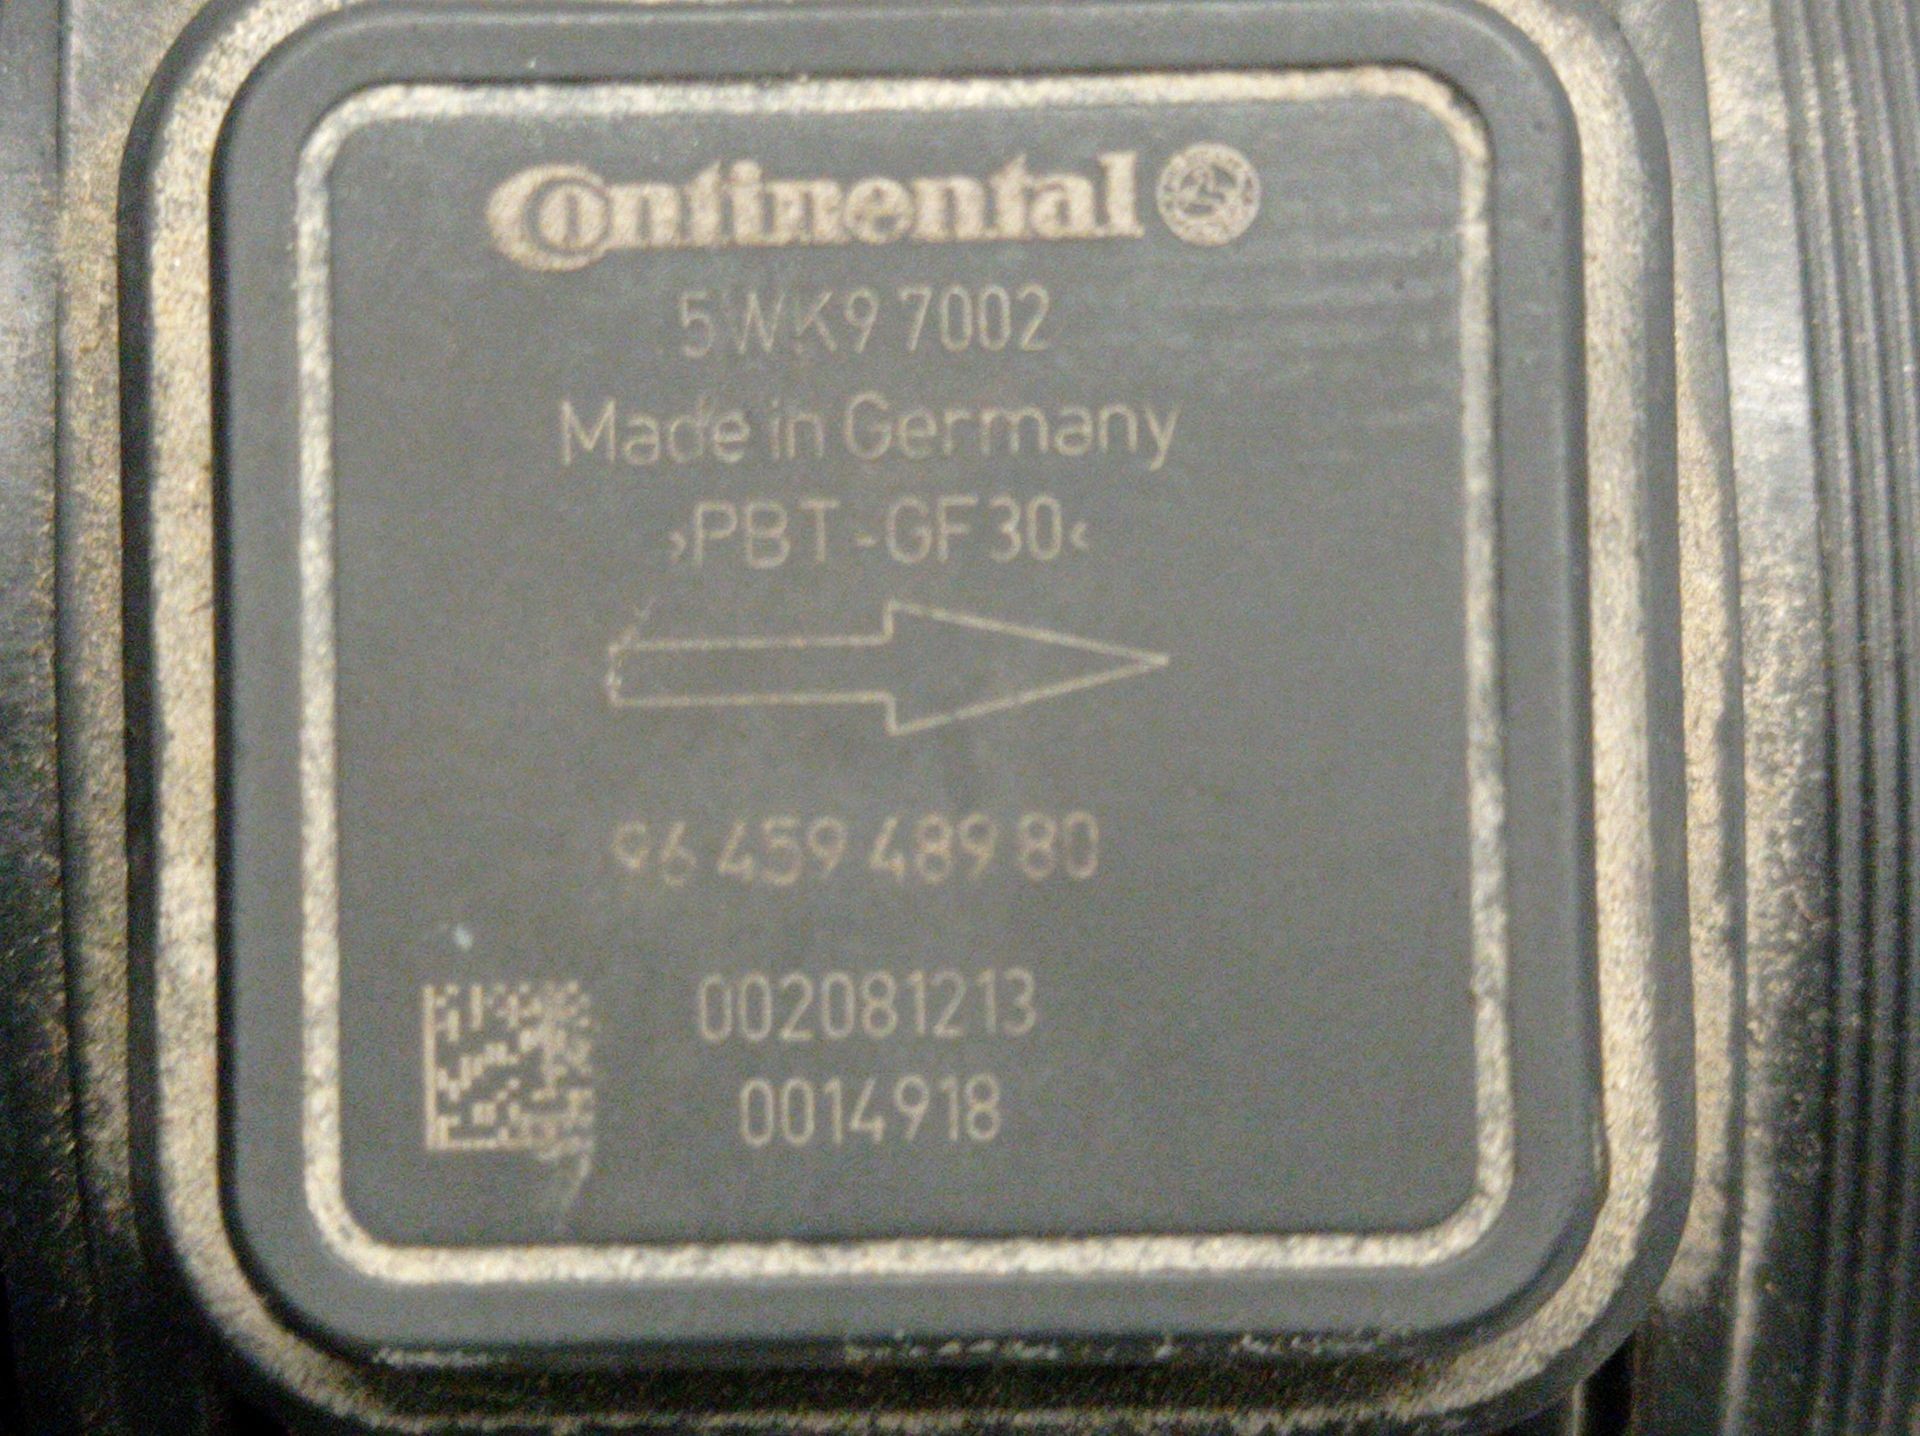 Continental
5WK9 7002
Made in Germany
>PBT-GF30<
96 459 489 80
002081213
0014918